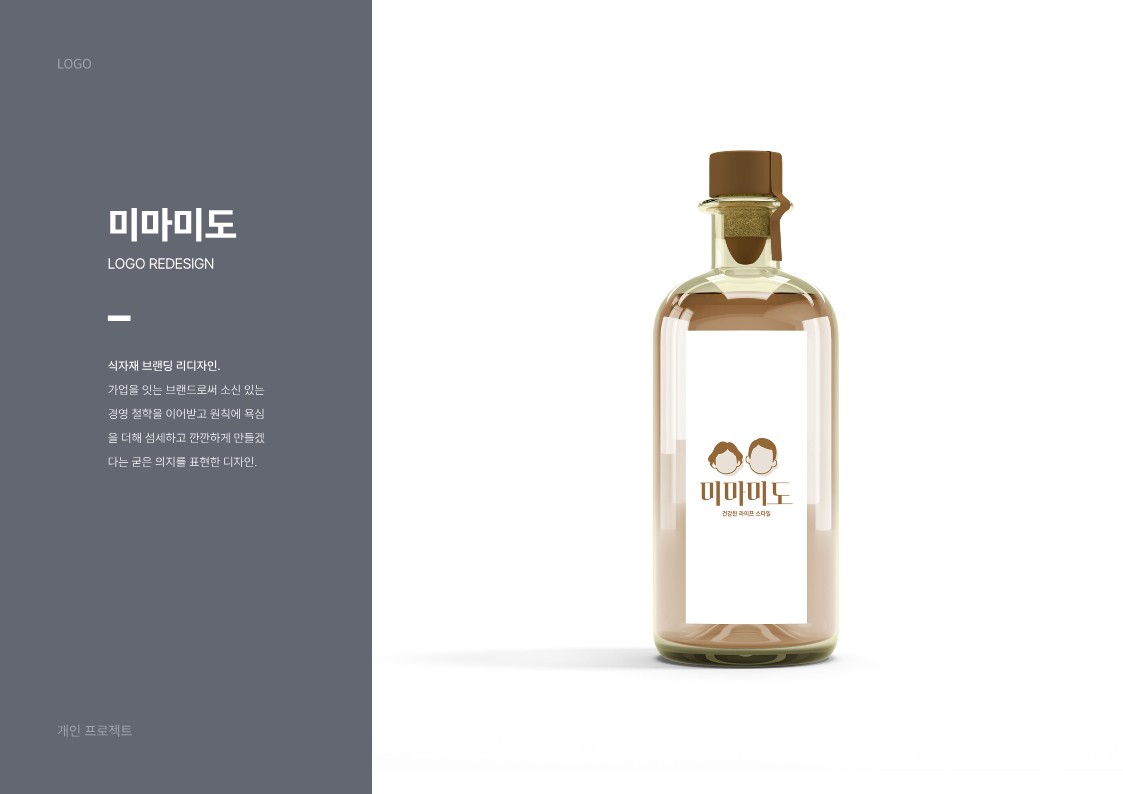 LOGO
미마미도
LOGO REDESIGN
식자재 브랜딩 리디자인.
가업을 잇는 브랜드로써 소신 있는
경영 철학을 이어받고 원칙에 욕심
을 더해 섬세하고 깐깐하게 만들겠
다는 굳은 의지를 표현한 디자인.
개인 프로젝트
미마미도
건강한 라이프 스타일